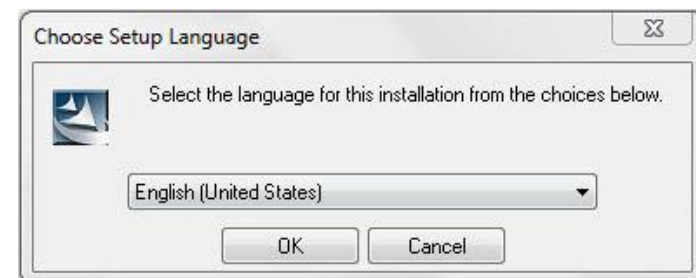 Choose Setup Language
Select the language for this installation from the choices below.
English (United States)
OK Cancel